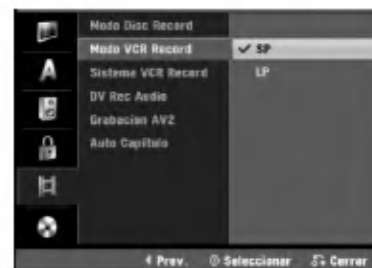 Modo Disc Record
Modo VCR Record
✓ SP
Sistema VCR Record
LP
DV Rec Audio
Grabacion AV2
Auto Capítulo
Prev.
Seleccionar
Cerrar